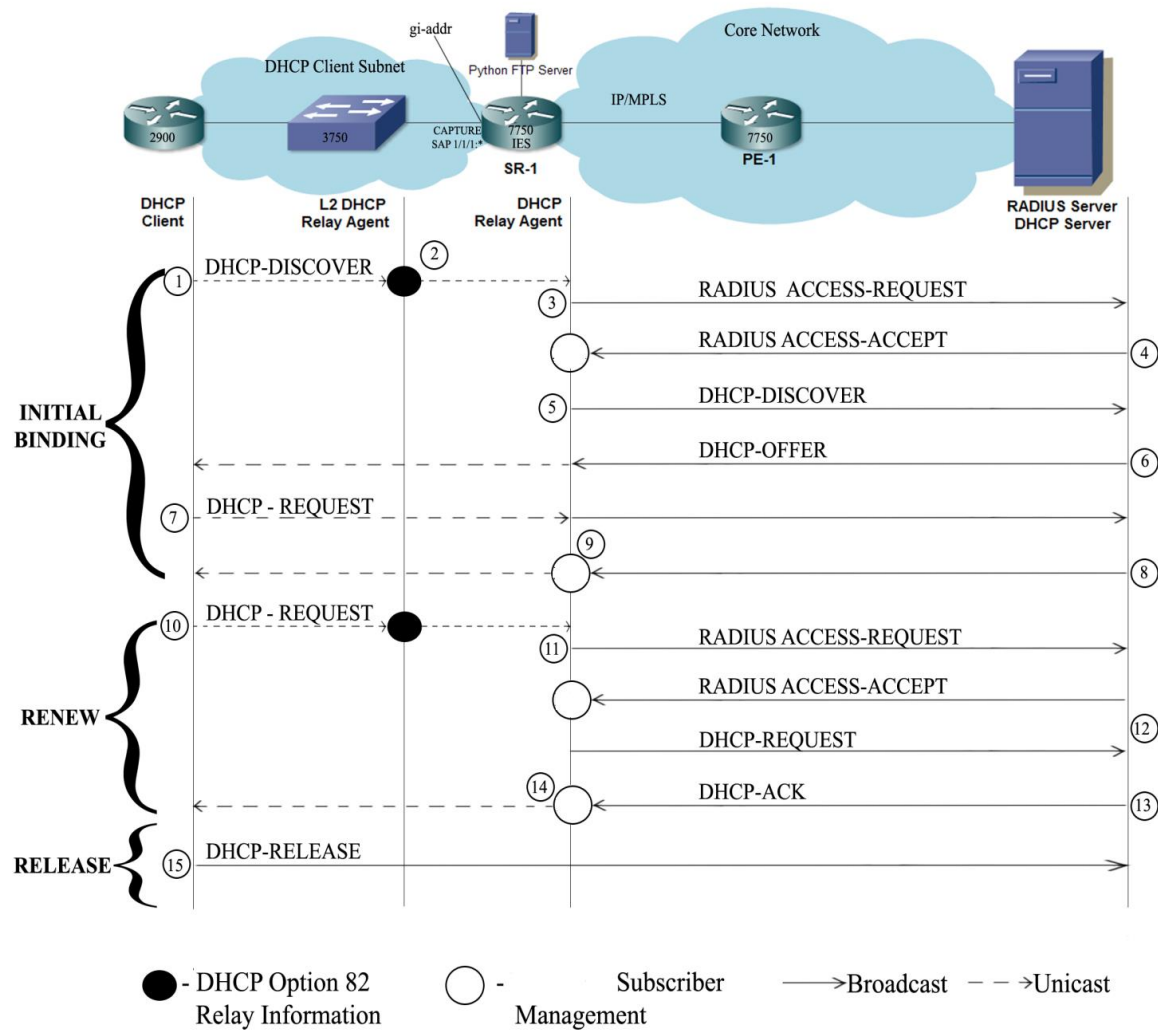 gi-addr
Core Network
DHCP Client Subnet
Python FTP Server
IP/MPLS
2900
3750
CAPTURE
SAP 1/1/1:*
7750
IES
7750
SR-1
PE-1
DHCP
Client
L2 DHCP
Relay Agent
DHCP
Relay Agent
RADIUS Server
DHCP Server
INITIAL
BINDING
1 DHCP-DISCOVER 2
3 RADIUS ACCESS-REQUEST
RADIUS ACCESS-ACCEPT 4
5 DHCP-DISCOVER
DHCP-OFFER 6
7 DHCP - REQUEST
9
8
RENEW
10 DHCP - REQUEST
11 RADIUS ACCESS-REQUEST
RADIUS ACCESS-ACCEPT
DHCP-REQUEST 12
14 DHCP-ACK 13
RELEASE
15 DHCP-RELEASE
- DHCP Option 82
Relay Information
- Subscriber
Management
Broadcast
Unicast